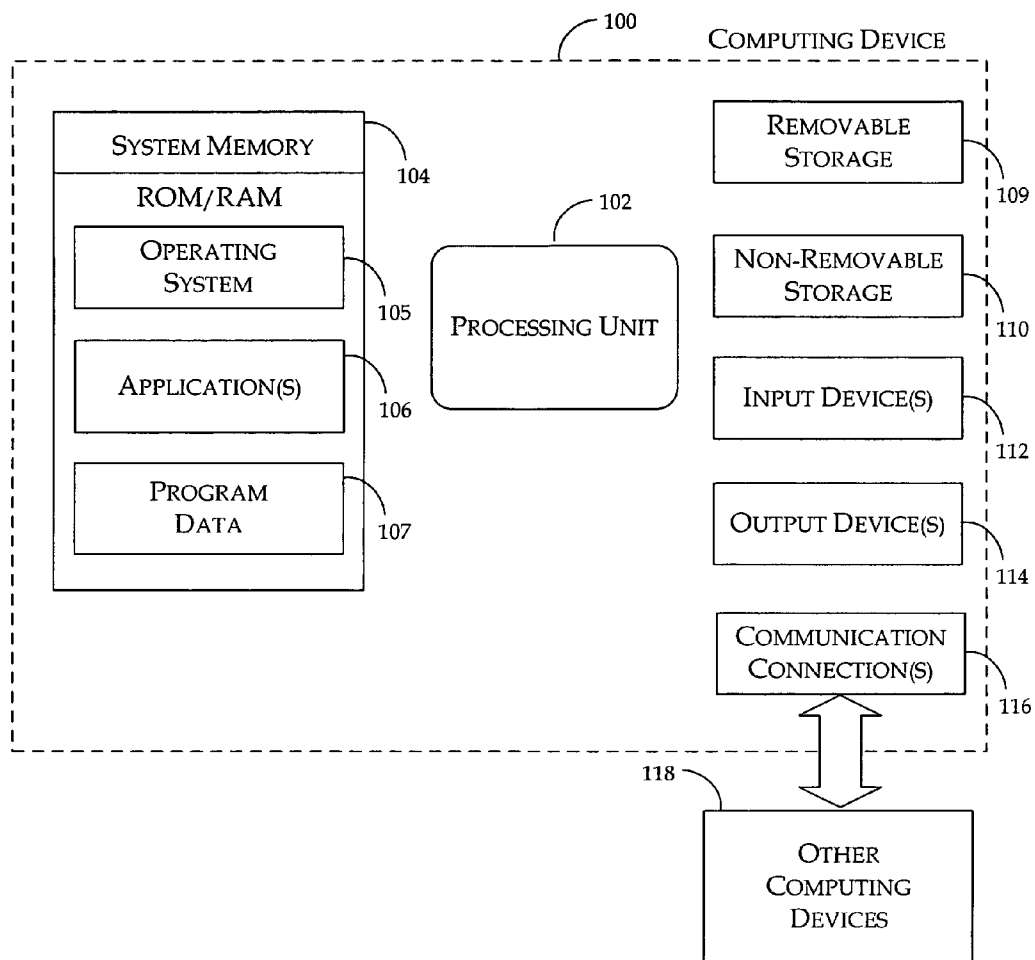 100
COMPUTING DEVICE
SYSTEM MEMORY
104
ROM/RAM
OPERATING
SYSTEM
105
APPLICATION(S)
106
PROGRAM
DATA
107
102
PROCESSING UNIT
REMOVABLE
STORAGE
109
NON-REMOVABLE
STORAGE
110
INPUT DEVICE(S)
112
OUTPUT DEVICE(S)
114
COMMUNICATION
CONNECTION(S)
116
118
OTHER
COMPUTING
DEVICES